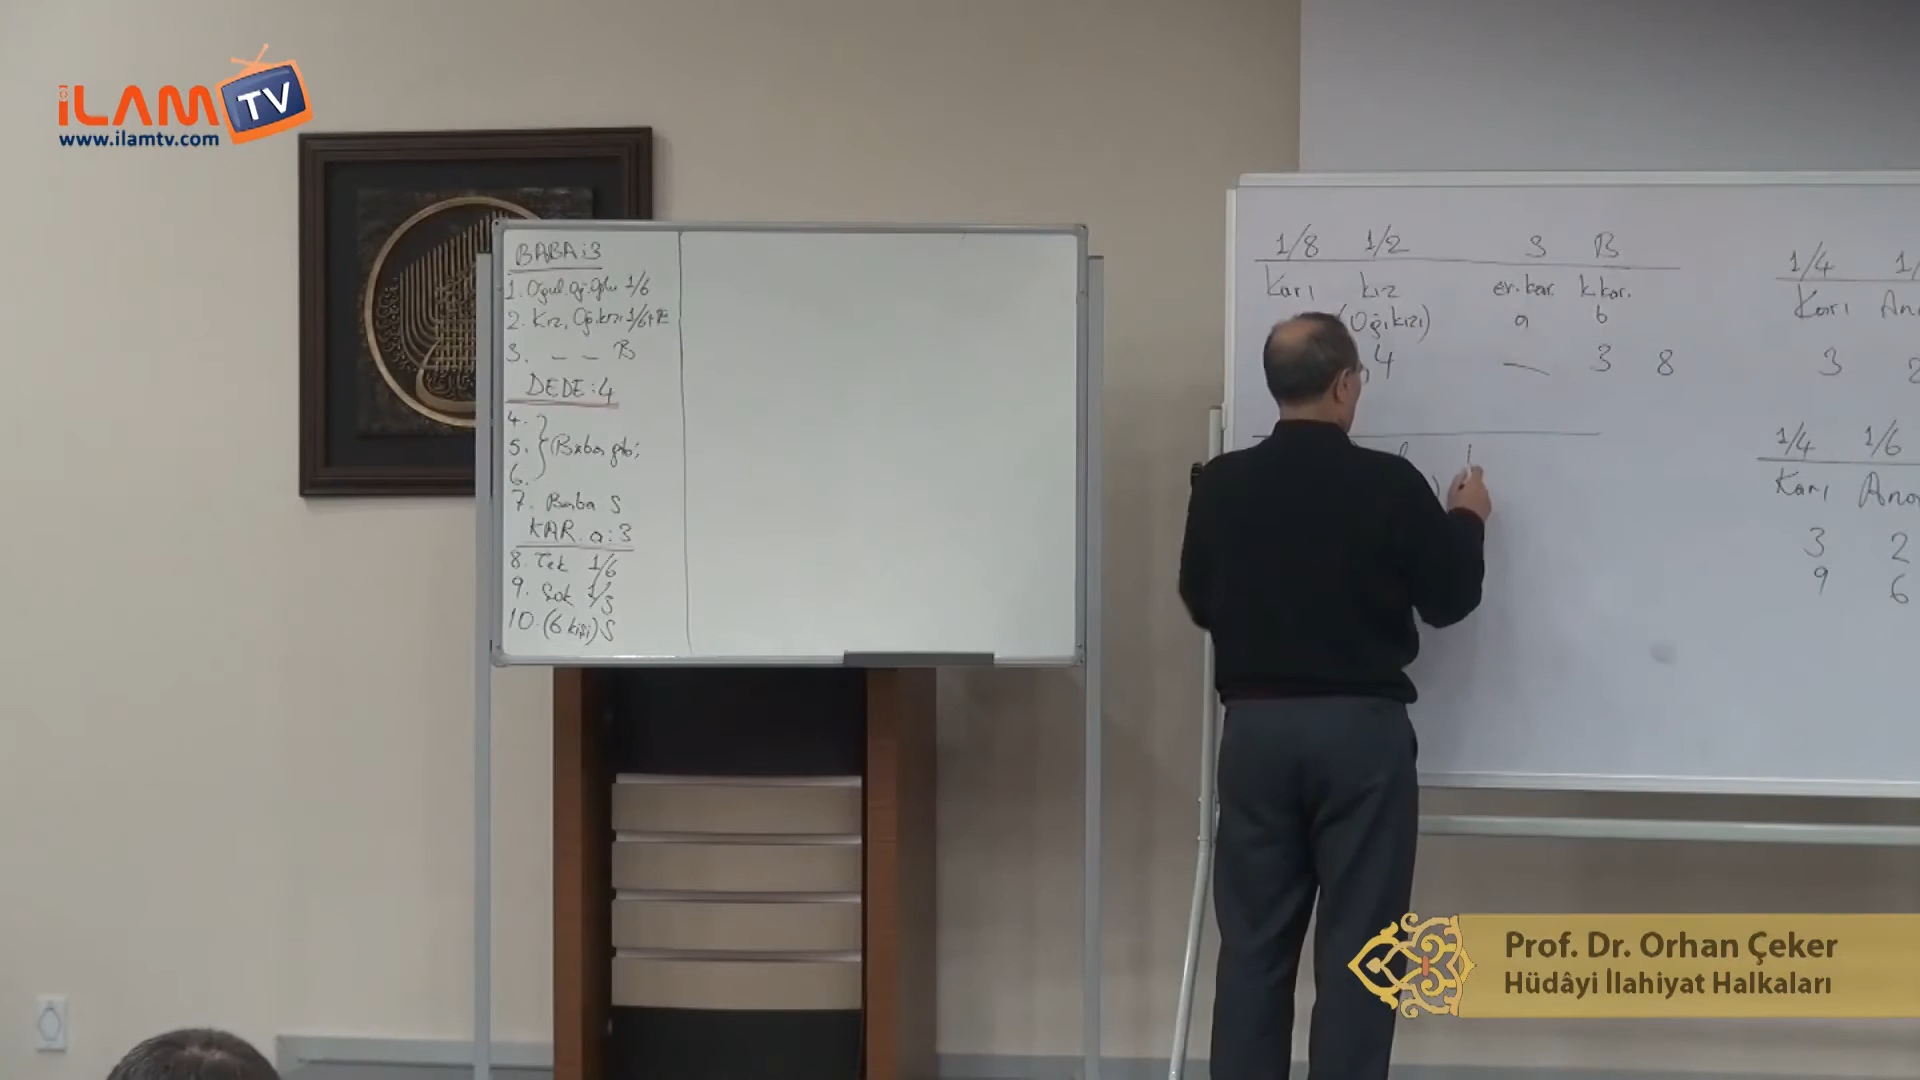 iLAM TV
www.ilamtv.com
BABA:3
1. Oğul.Oğ.Oğlu 1/6
2. Kız, Oğ.kızı 1/6+B
3. — — B
DEDE:4
4.
5. } (Baba gibi)
6.
7. Baba S
KAR. a:3
8. Tek 1/6
9. Çok 1/3
10. (6 kişi) S
1/8 1/2 S B
Karı kız er.kar. k.kar.
(Oğ.kızı) a b
4 — 3 8
1/4
Karı
3 2
1/4 1/6
Karı Ana
3 2
9 6
Prof. Dr. Orhan Çeker
Hüdâyi İlahiyat Halkaları